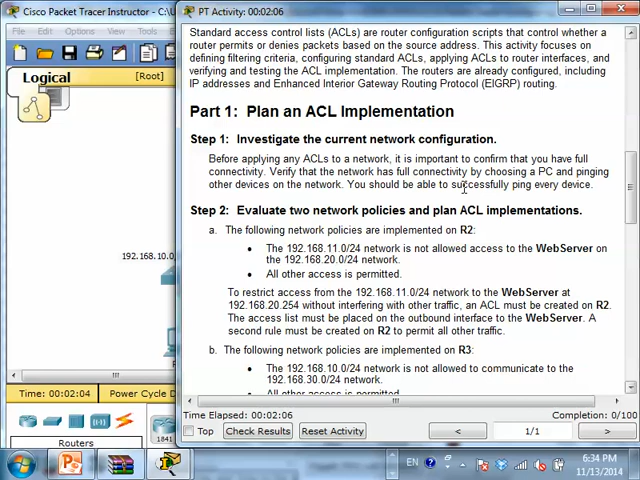 Cisco Packet Tracer Instructor - C:\U
PT Activity: 00:02:06
File Edit Options View Tools Ex
Logical
[Root]
192.168.10.0/
Time: 00:02:04
Power Cycle D
Routers
1841
Standard access control lists (ACLs) are router configuration scripts that control whether a
router permits or denies packets based on the source address. This activity focuses on
defining filtering criteria, configuring standard ACLs, applying ACLs to router interfaces, and
verifying and testing the ACL implementation. The routers are already configured, including
IP addresses and Enhanced Interior Gateway Routing Protocol (EIGRP) routing.
Part 1: Plan an ACL Implementation
Step 1: Investigate the current network configuration.
Before applying any ACLs to a network, it is important to confirm that you have full
connectivity. Verify that the network has full connectivity by choosing a PC and pinging
other devices on the network. You should be able to successfully ping every device.
Step 2: Evaluate two network policies and plan ACL implementations.
a. The following network policies are implemented on R2:
• The 192.168.11.0/24 network is not allowed access to the WebServer on
the 192.168.20.0/24 network.
• All other access is permitted.
To restrict access from the 192.168.11.0/24 network to the WebServer at
192.168.20.254 without interfering with other traffic, an ACL must be created on R2.
The access list must be placed on the outbound interface to the WebServer. A
second rule must be created on R2 to permit all other traffic.
b. The following network policies are implemented on R3:
• The 192.168.10.0/24 network is not allowed to communicate to the
192.168.30.0/24 network.
All other access is permitted.
Time Elapsed: 00:02:06
Completion: 0/100
Top
Check Results
Reset Activity
<
1/1
>
EN
6:34 PM
11/13/2014